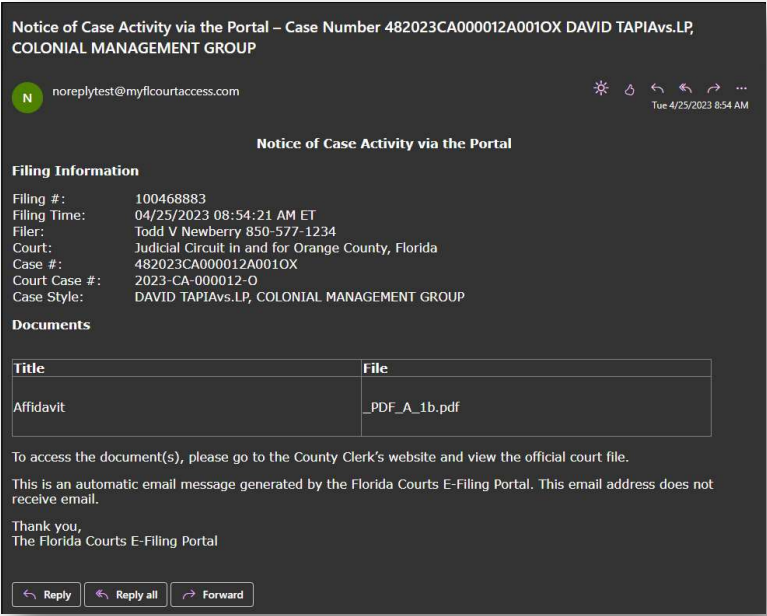 Notice of Case Activity via the Portal – Case Number 482023CA000012A001OX DAVID TAPIAvs.LP,
COLONIAL MANAGEMENT GROUP
N
noreplytest@myflcourtaccess.com
Tue 4/25/2023 8:54 AM
Notice of Case Activity via the Portal
Filing Information
Filing #: 100468883
Filing Time: 04/25/2023 08:54:21 AM ET
Filer: Todd V Newberry 850-577-1234
Court: Judicial Circuit in and for Orange County, Florida
Case #: 482023CA000012A001OX
Court Case #: 2023-CA-000012-O
Case Style: DAVID TAPIAvs.LP, COLONIAL MANAGEMENT GROUP
Documents
Title File
Affidavit _PDF_A_1b.pdf
To access the document(s), please go to the County Clerk's website and view the official court file.
This is an automatic email message generated by the Florida Courts E-Filing Portal. This email address does not
receive email.
Thank you,
The Florida Courts E-Filing Portal
Reply Reply all Forward